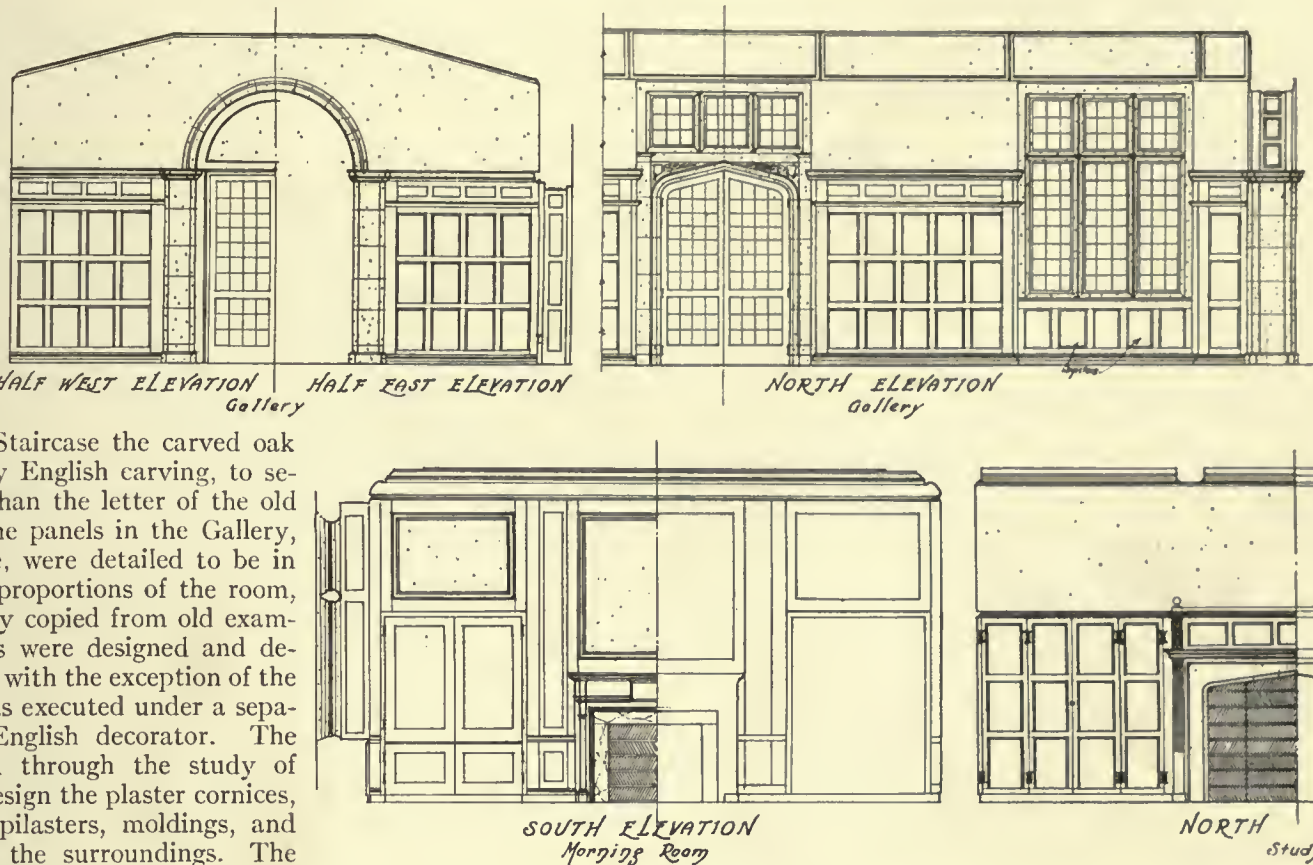 HALF WEST ELEVATION HALF EAST ELEVATION
Gallery
NORTH ELEVATION
Gallery
Staircase the carved oak
y English carving, to se-
than the letter of the old
ne panels in the Gallery,
e, were detailed to be in
proportions of the room,
y copied from old exam-
s were designed and de-
with the exception of the
as executed under a sepa-
English decorator. The
through the study of
esign the plaster cornices,
pilasters, moldings, and
the surroundings. The
SOUTH ELEVATION
Morning Room
NORTH
Stud